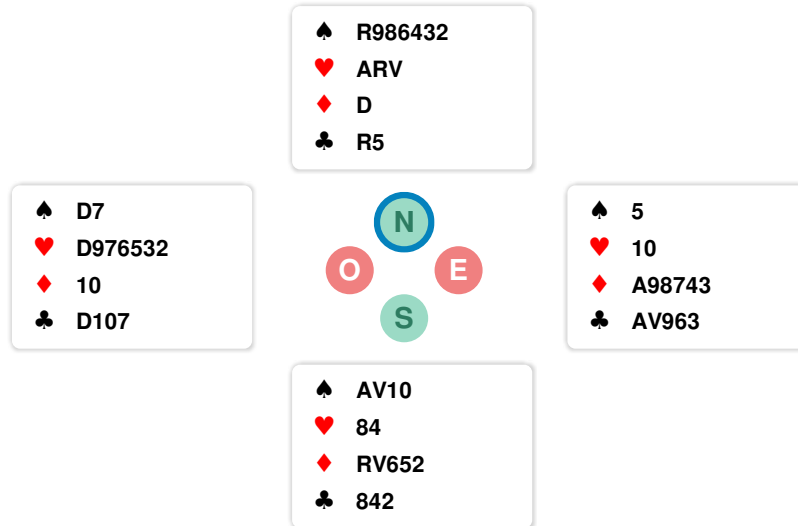 ♠ R986432
♥ ARV
♦ D
♣ R5
♠ D7
♥ D976532
♦ 10
♣ D107
N
O
E
S
♠ 5
♥ 10
♦ A98743
♣ AV963
♠ AV10
♥ 84
♦ RV652
♣ 842